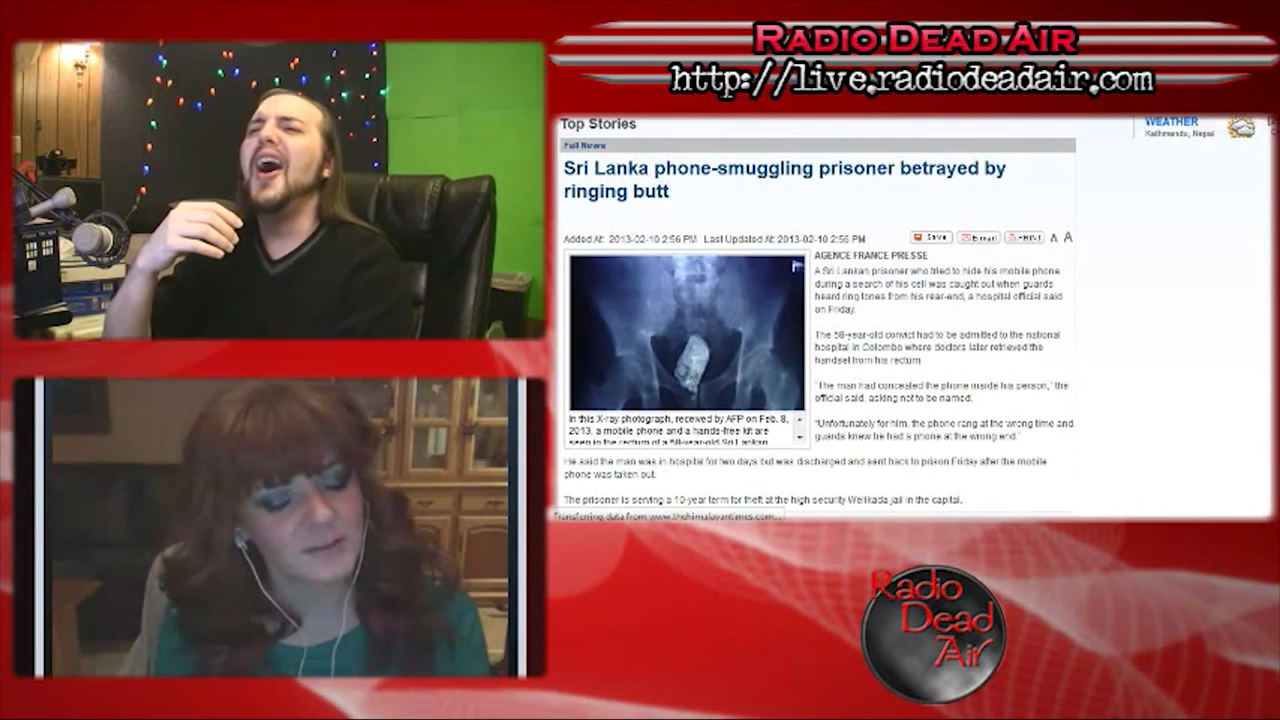 RADIO DEAD AIR
http://live.radiodeadair.com
Top Stories
WEATHER
Kathmandu, Nepal
Full News
Sri Lanka phone-smuggling prisoner betrayed by
ringing butt
Added At: 2013-02-10 2:56 PM Last Updated At: 2013-02-10 2:56 PM
Save
Email
PRINT
A A
AGENCE FRANCE PRESSE
A Sri Lankan prisoner who tried to hide his mobile phone
during a search of his cell was caught out when guards
heard ring tones from his rear-end, a hospital official said
on Friday.
The 58-year-old convict had to be admitted to the national
hospital in Colombo where doctors later retrieved the
handset from his rectum
"The man had concealed the phone inside his person," the
official said, asking not to be named.
"Unfortunately for him, the phone rang at the wrong time and
guards knew he had a phone at the wrong end."
In this X-ray photograph, received by AFP on Feb. 8,
2013, a mobile phone and a hands-free kit are
seen in the rectum of a 58-year-old Sri Lankan
He said the man was in hospital for two days but was discharged and sent back to prison Friday after the mobile
phone was taken out.
The prisoner is serving a 10-year term for theft at the high security Welikada jail in the capital.
Transferring data from www.thehimalayantimes.com...
Radio
Dead
Air